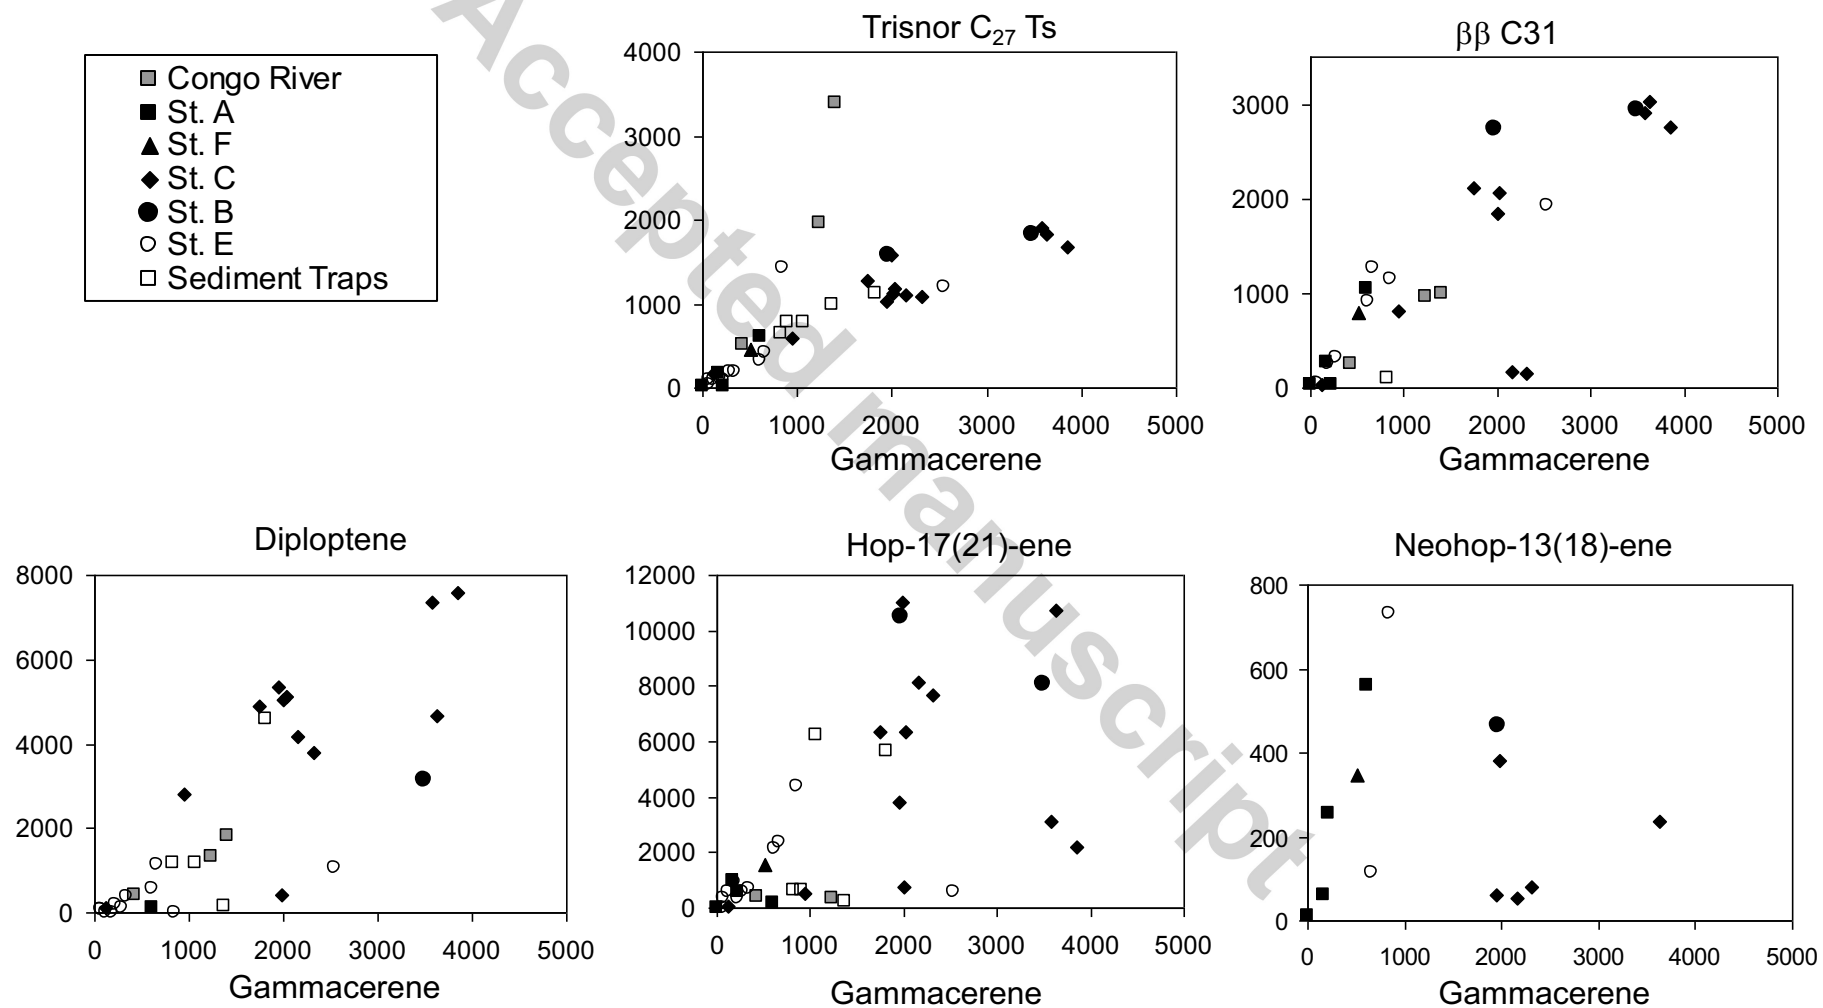 Accepted manuscript
Congo River
St. A
St. F
St. C
St. B
St. E
Sediment Traps
Trisnor C₂₇ Ts
4000
3000
2000
1000
0
0 1000 2000 3000 4000 5000
Gammacerene
ββ C31
3000
2000
1000
0
0 1000 2000 3000 4000 5000
Gammacerene
Diploptene
8000
6000
4000
2000
0
0 1000 2000 3000 4000 5000
Gammacerene
Hop-17(21)-ene
12000
10000
8000
6000
4000
2000
0
0 1000 2000 3000 4000 5000
Gammacerene
Neohop-13(18)-ene
800
600
400
200
0
0 1000 2000 3000 4000 5000
Gammacerene